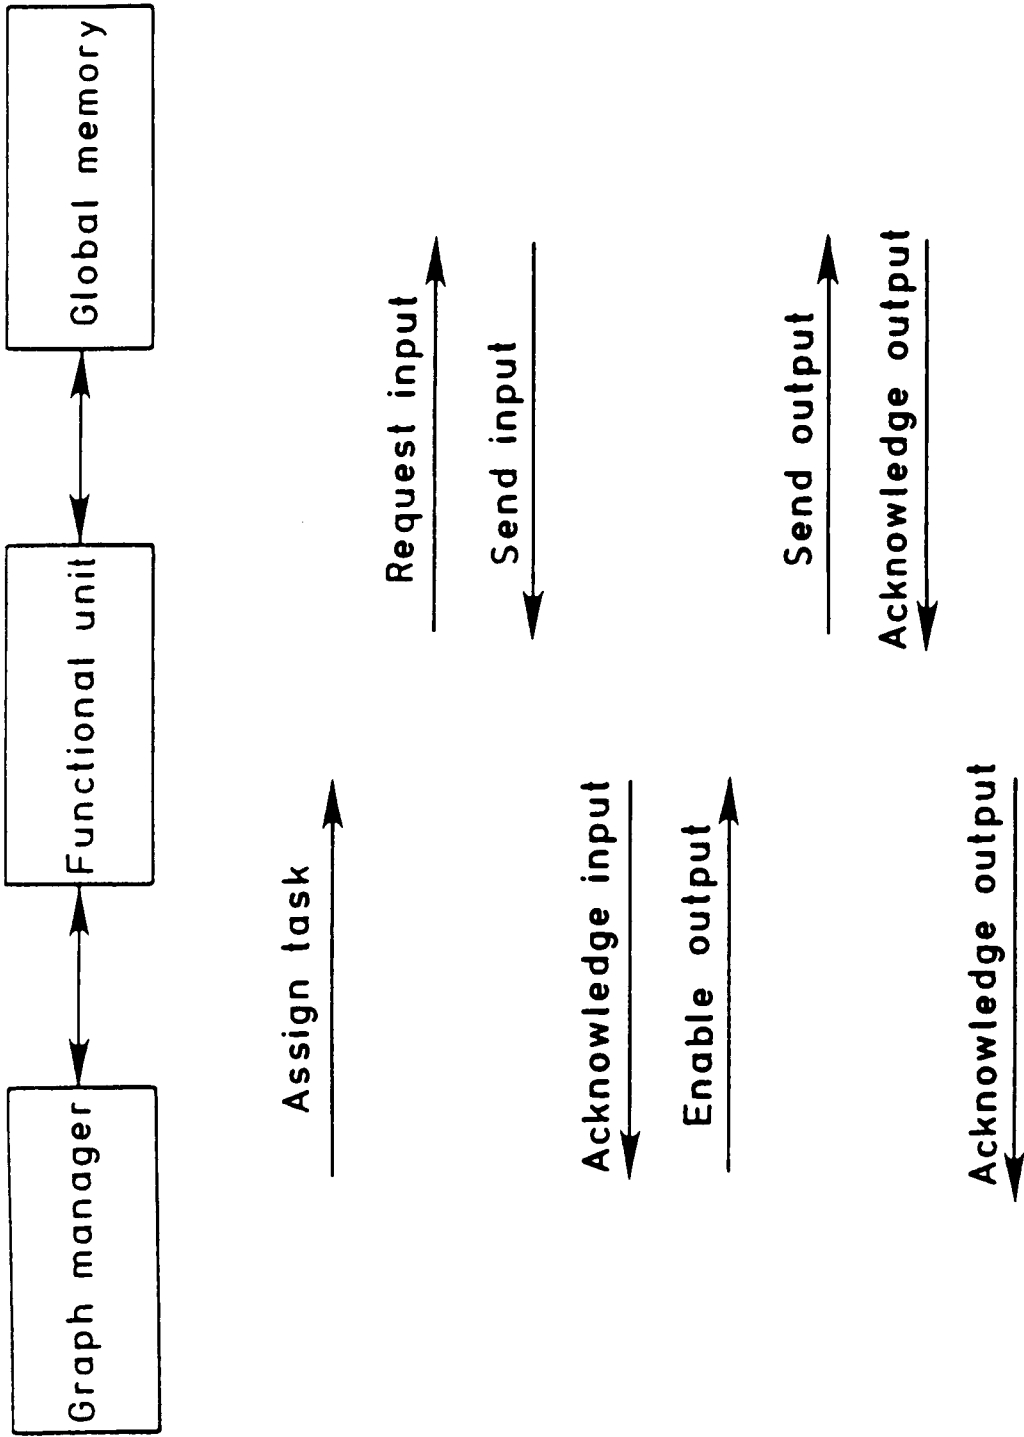 Graph manager
Functional unit
Global memory
Assign task
Request input
Send input
Acknowledge input
Enable output
Send output
Acknowledge output
Acknowledge output